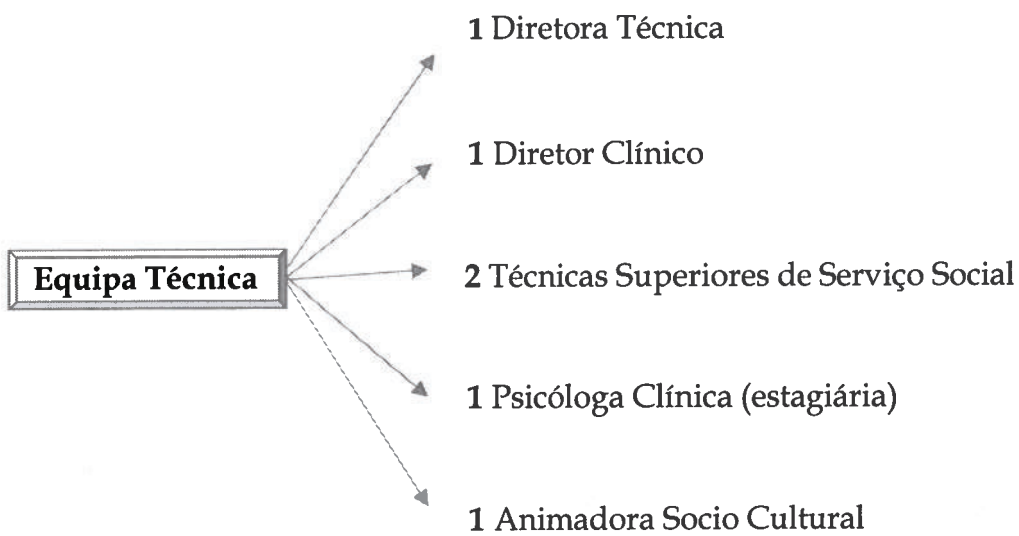 1 Diretora Técnica
1 Diretor Clínico
Equipa Técnica
2 Técnicas Superiores de Serviço Social
1 Psicóloga Clínica (estagiária)
1 Animadora Socio Cultural